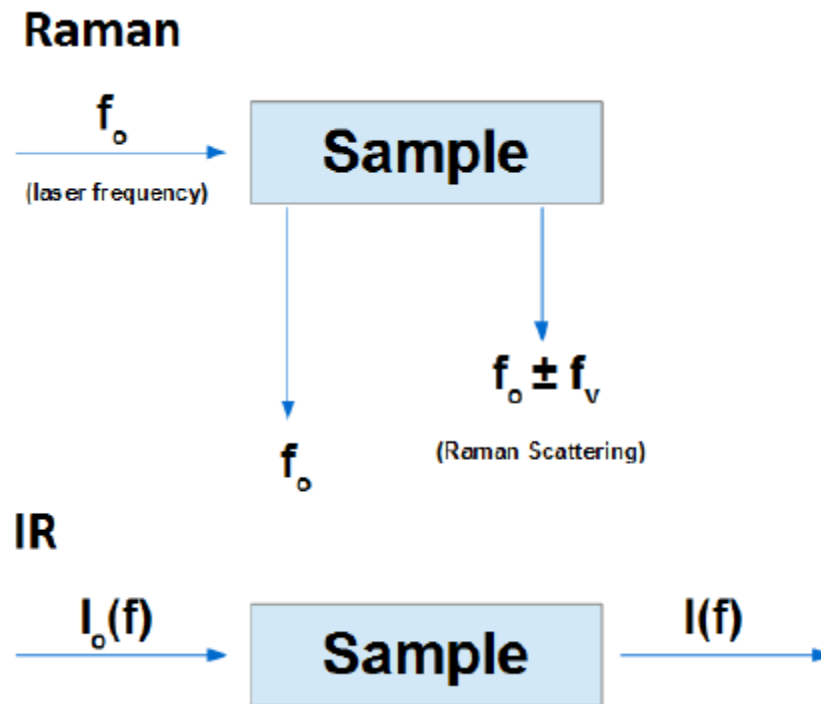 Raman
fₒ
Sample
(laser frequency)
fₒ ± fᵥ
(Raman Scattering)
fₒ
IR
Iₒ(f)
I(f)
Sample